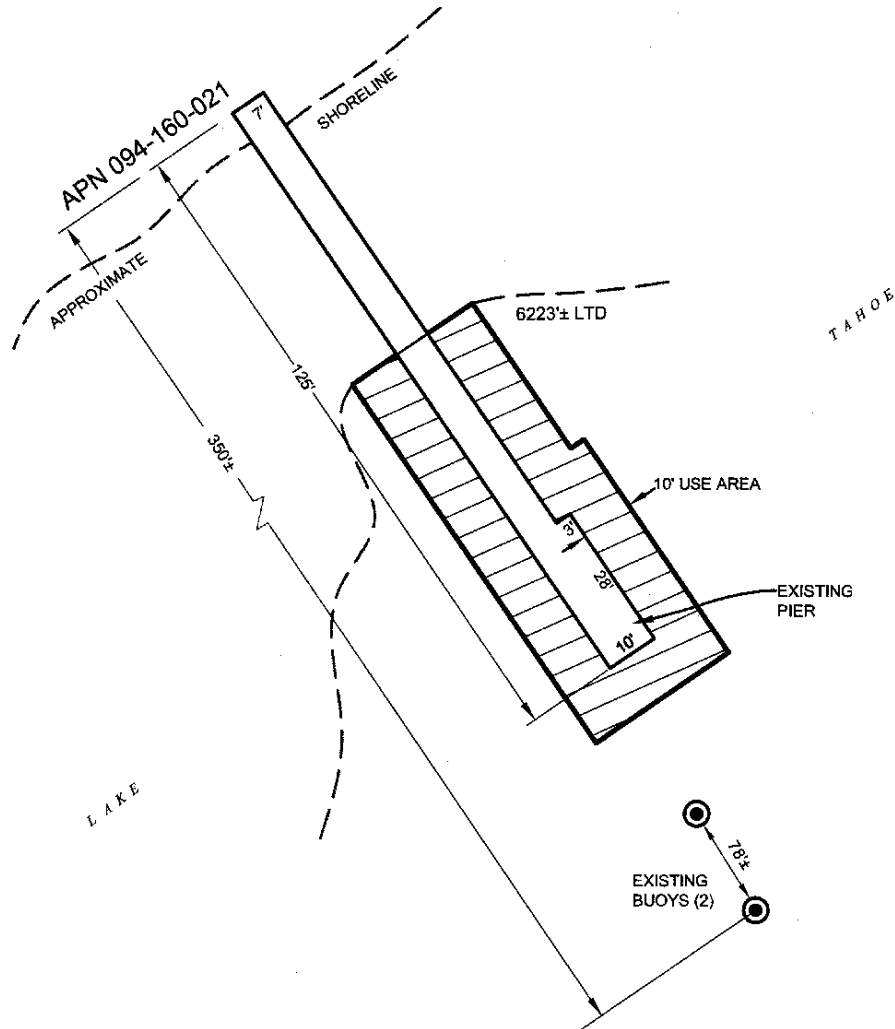 APN 094-160-021
7'
SHORELINE
APPROXIMATE
6223'± LTD
TAHOE
125'
350'±
10' USE AREA
3'
28'
EXISTING
PIER
10'
LAKE
78'±
EXISTING
BUOYS (2)